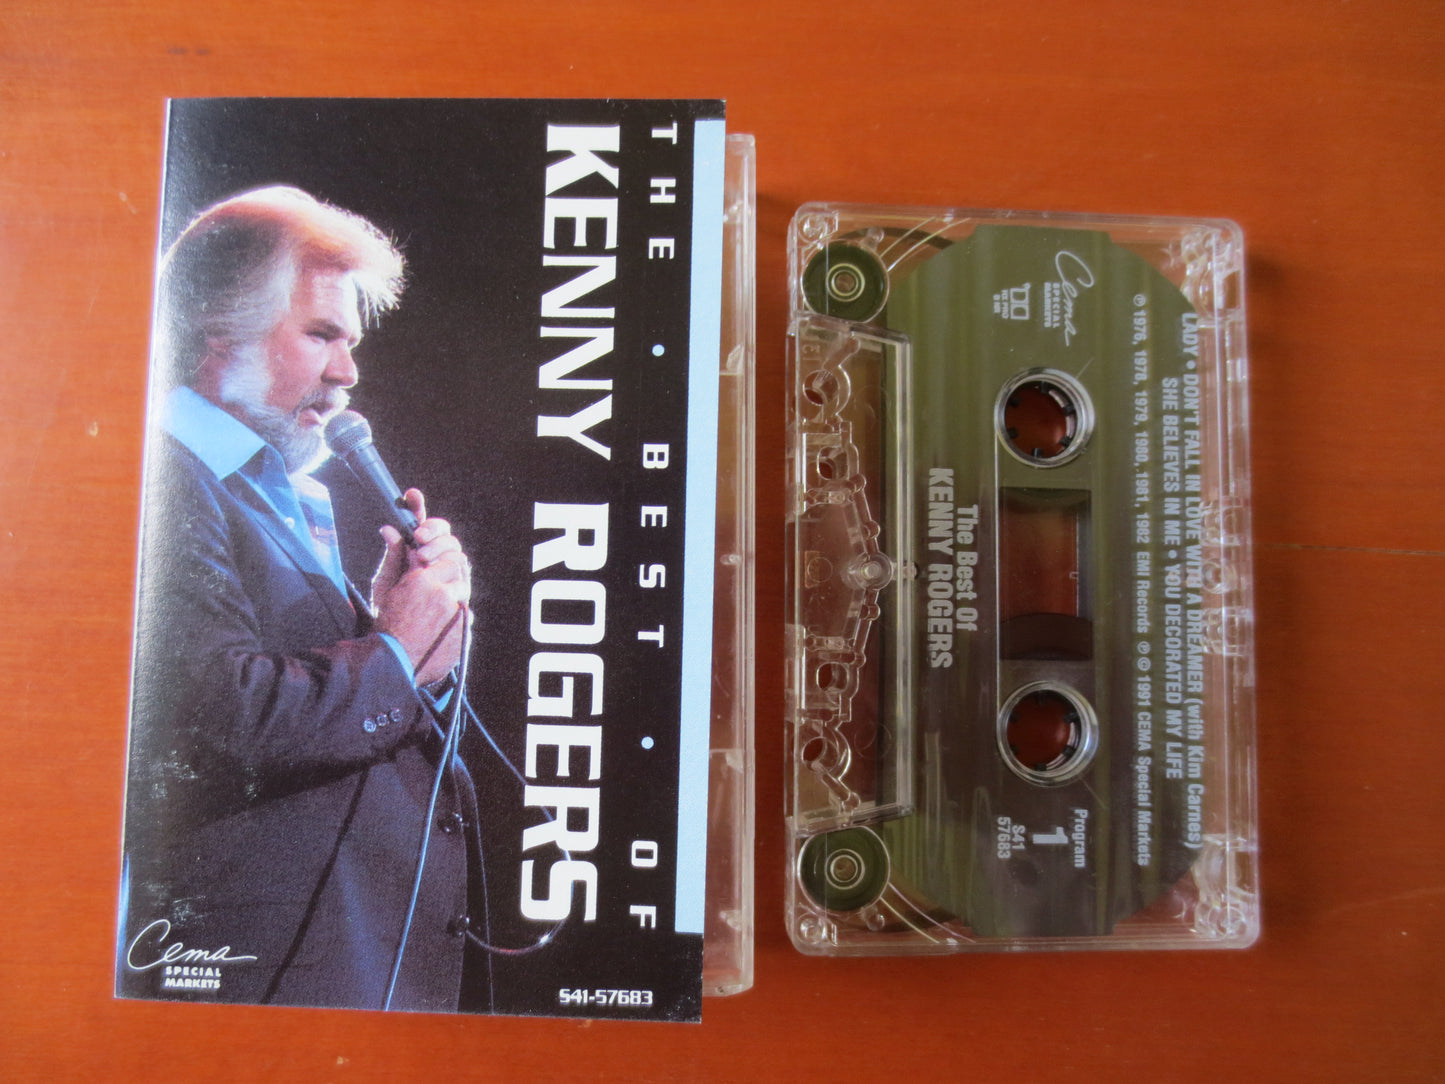 THE • BEST • OF
KENNY ROGERS
Cema
SPECIAL
MARKETS
S41-57683
Cema
SPECIAL
MARKETS
LADY • DON'T FALL IN LOVE WITH A DREAMER (with Kim Carnes)
SHE BELIEVES IN ME • YOU DECORATED MY LIFE
℗ 1976, 1978, 1979, 1980, 1981, 1982 EMI Records ℗ © 1991 CEMA Special Markets
Program
1
S41
57683
The Best Of
KENNY ROGERS